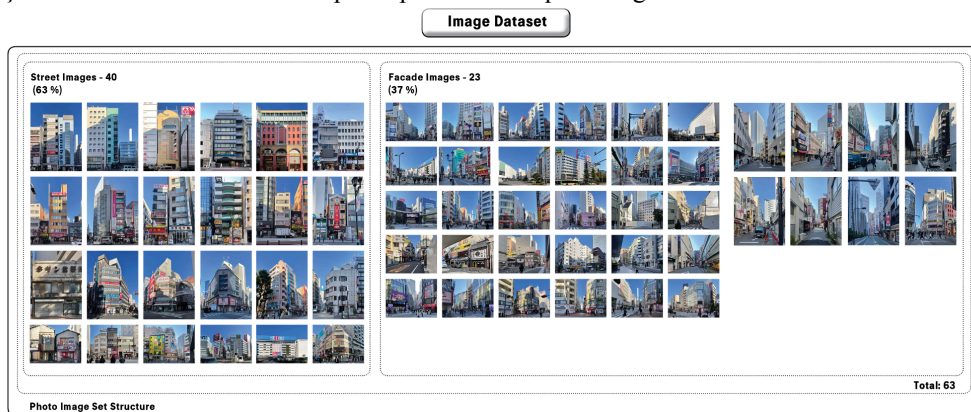 Image Dataset
Street Images - 40
(63 %)
Facade Images - 23
(37 %)
Total: 63
Photo Image Set Structure